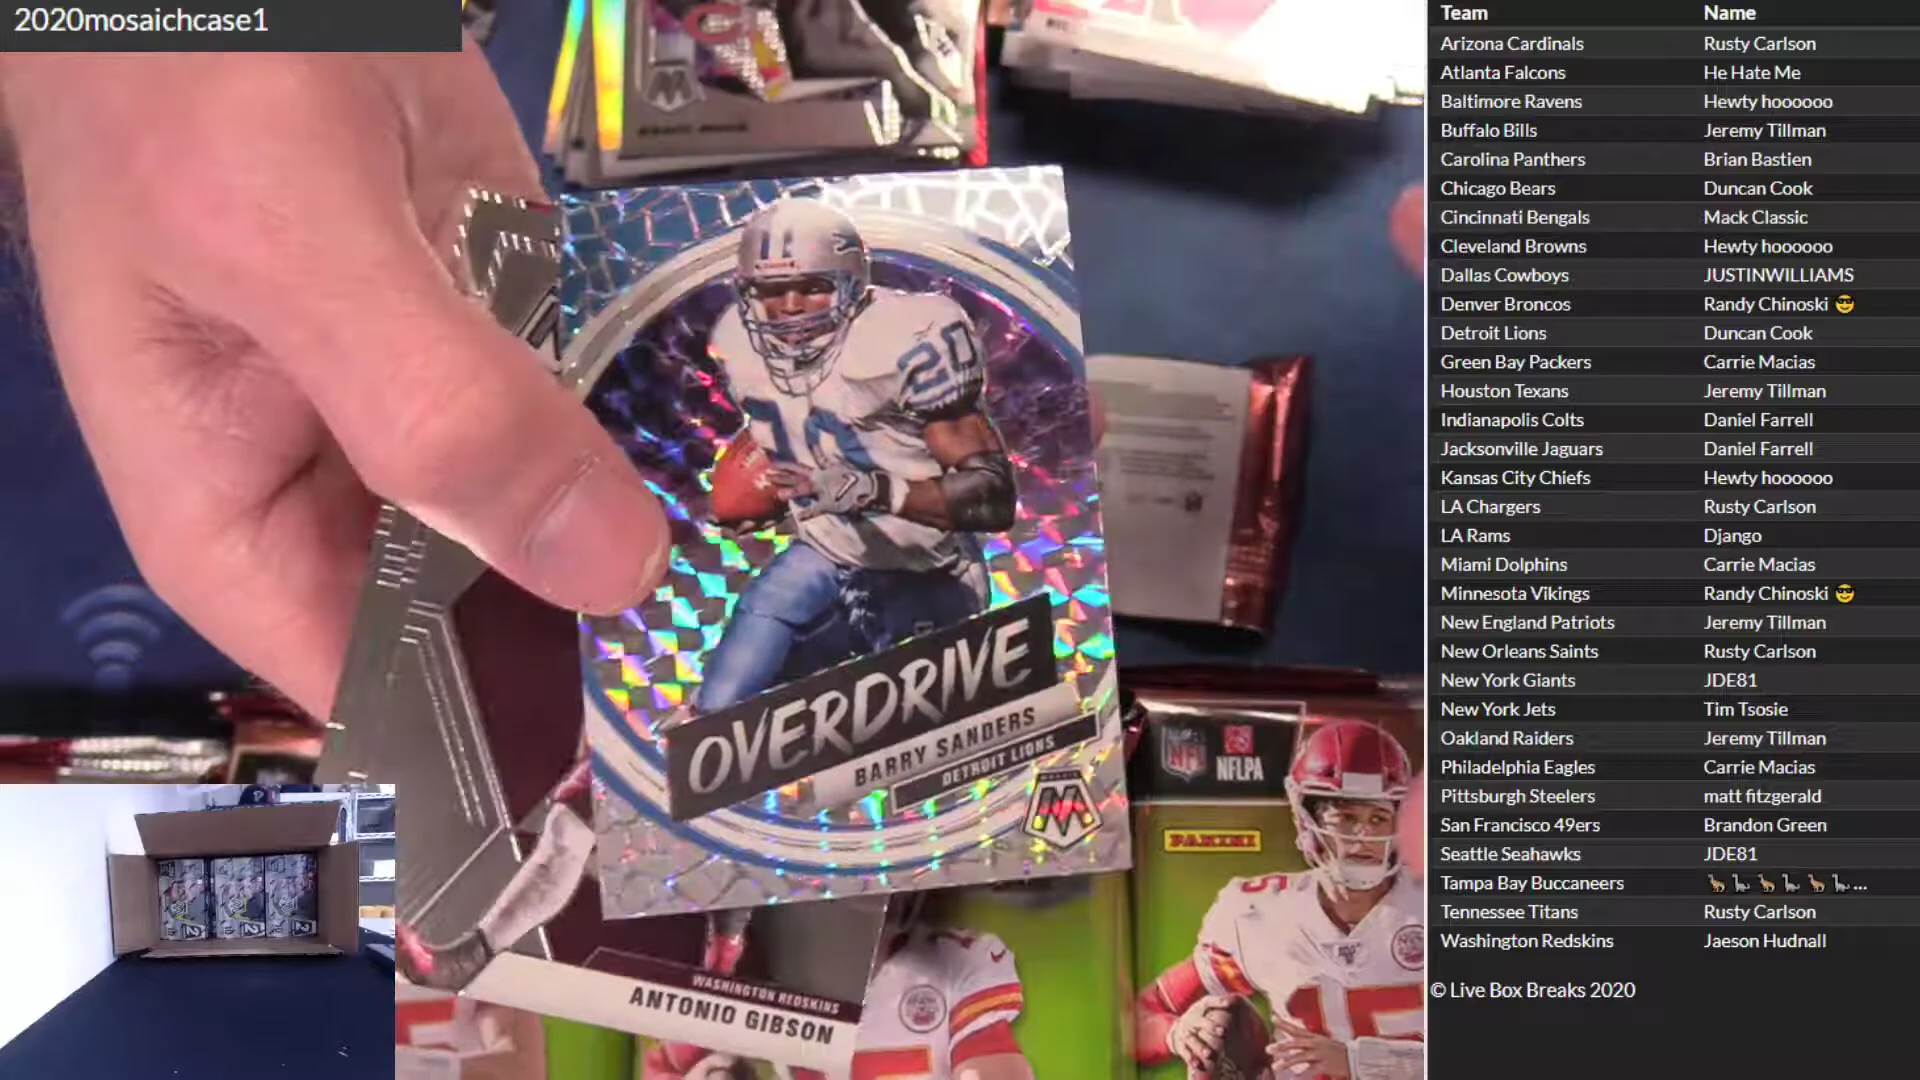 2020mosaichcase1
20
20
OVERDRIVE
BARRY SANDERS
DETROIT LIONS
MOSAIC
WASHINGTON REDSKINS
ANTONIO GIBSON
NFL
NFLPA
PANINI
15
Team Name
Arizona Cardinals Rusty Carlson
Atlanta Falcons He Hate Me
Baltimore Ravens Hewty hoooooo
Buffalo Bills Jeremy Tillman
Carolina Panthers Brian Bastien
Chicago Bears Duncan Cook
Cincinnati Bengals Mack Classic
Cleveland Browns Hewty hoooooo
Dallas Cowboys JUSTINWILLIAMS
Denver Broncos Randy Chinoski 😎
Detroit Lions Duncan Cook
Green Bay Packers Carrie Macias
Houston Texans Jeremy Tillman
Indianapolis Colts Daniel Farrell
Jacksonville Jaguars Daniel Farrell
Kansas City Chiefs Hewty hoooooo
LA Chargers Rusty Carlson
LA Rams Django
Miami Dolphins Carrie Macias
Minnesota Vikings Randy Chinoski 😎
New England Patriots Jeremy Tillman
New Orleans Saints Rusty Carlson
New York Giants JDE81
New York Jets Tim Tsosie
Oakland Raiders Jeremy Tillman
Philadelphia Eagles Carrie Macias
Pittsburgh Steelers matt fitzgerald
San Francisco 49ers Brandon Green
Seattle Seahawks JDE81
Tampa Bay Buccaneers 🦒🦕🦒🦕🦒🦕...
Tennessee Titans Rusty Carlson
Washington Redskins Jaeson Hudnall
© Live Box Breaks 2020